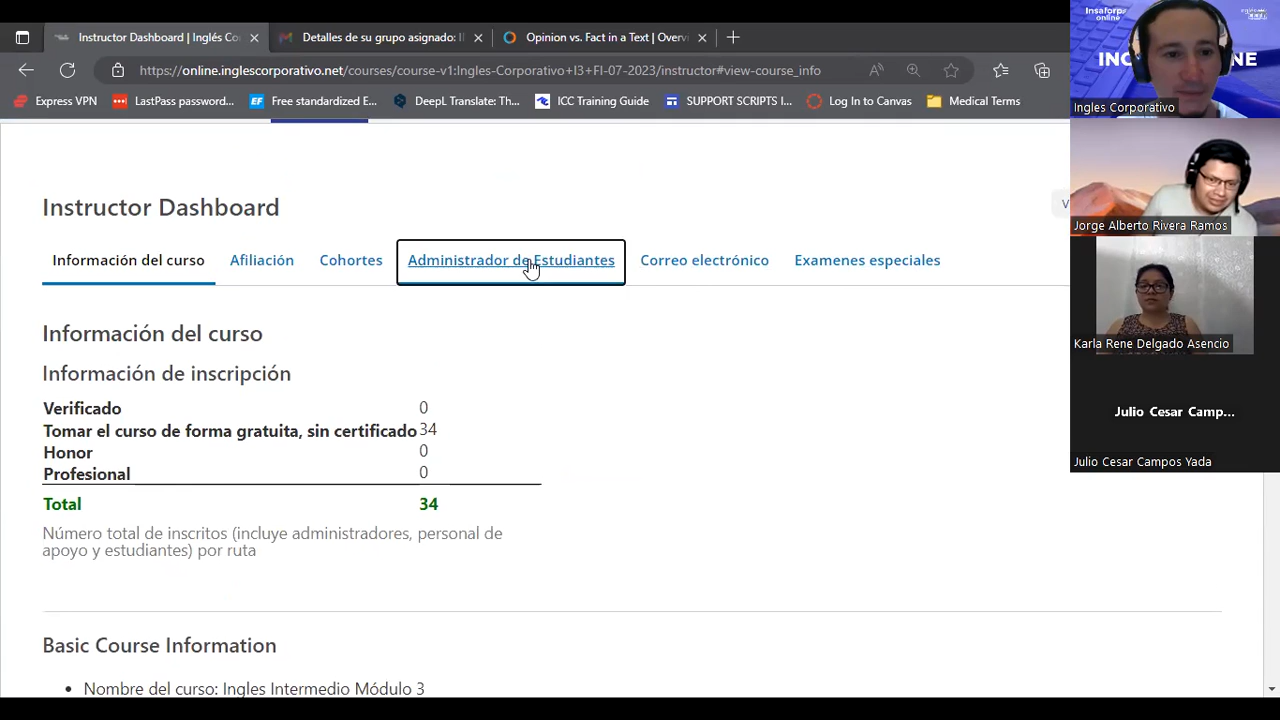 Instructor Dashboard | Inglés Co
Detalles de su grupo asignado: II
Opinion vs. Fact in a Text | Overv
https://online.inglescorporativo.net/courses/course-v1:Ingles-Corporativo+I3+FI-07-2023/instructor#view-course_info
Express VPN
LastPass password...
Free standardized E...
DeepL Translate: Th...
ICC Training Guide
SUPPORT SCRIPTS I...
Log In to Canvas
Medical Terms
Instructor Dashboard
V
Información del curso
Afiliación
Cohortes
Administrador de Estudiantes
Correo electrónico
Examenes especiales
Información del curso
Información de inscripción
Verificado 0
Tomar el curso de forma gratuita, sin certificado 34
Honor 0
Profesional 0
Total 34
Número total de inscritos (incluye administradores, personal de
apoyo y estudiantes) por ruta
Basic Course Information
• Nombre del curso: Ingles Intermedio Módulo 3
Insaforp
online
INC
INE
Ingles Corporativo
Jorge Alberto Rivera Ramos
Karla Rene Delgado Asencio
Julio Cesar Camp...
Julio Cesar Campos Yada